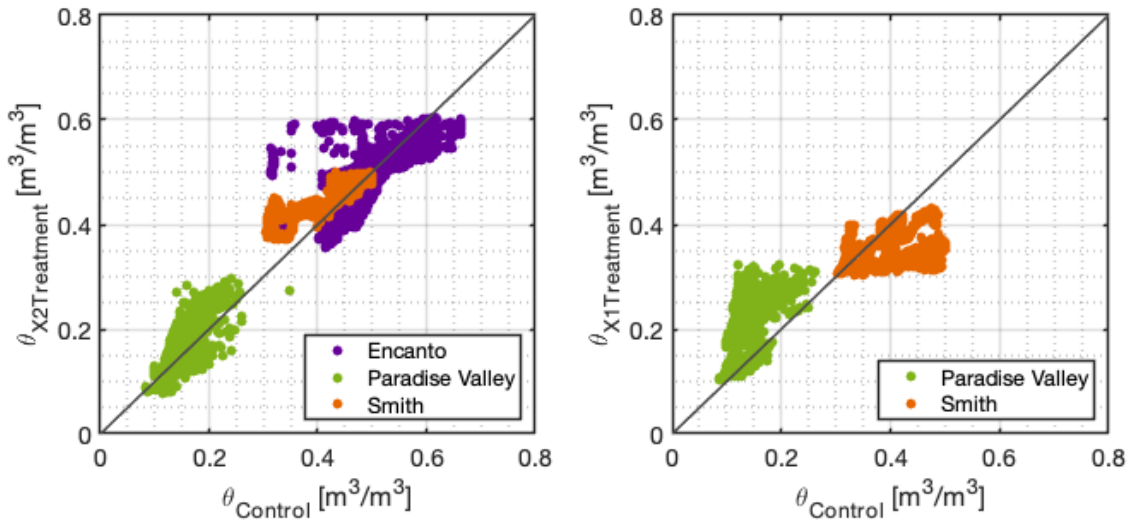 0.8
0.6
0.4
0.2
0
0
0.2
0.4
0.6
0.8
θX2Treatment [m³/m³]
θControl [m³/m³]
Encanto
Paradise Valley
Smith
0.8
0.6
0.4
0.2
0
0
0.2
0.4
0.6
0.8
θX1Treatment [m³/m³]
θControl [m³/m³]
Paradise Valley
Smith